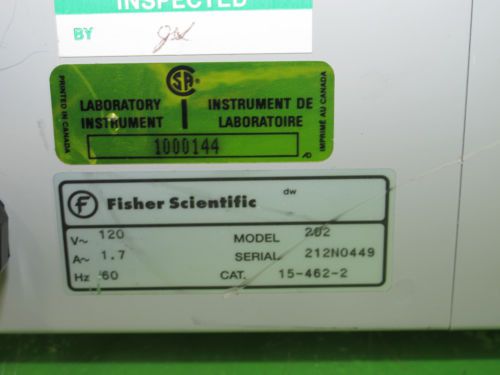 INSPECTED
BY
PRINTED IN CANADA
LABORATORY INSTRUMENT
INSTRUMENT DE LABORATOIRE
1000144
IMPRIMÉ AU CANADA
dw
Fisher Scientific
V~ 120 MODEL 202
A~ 1.7 SERIAL 212N0449
Hz 60 CAT. 15-462-2